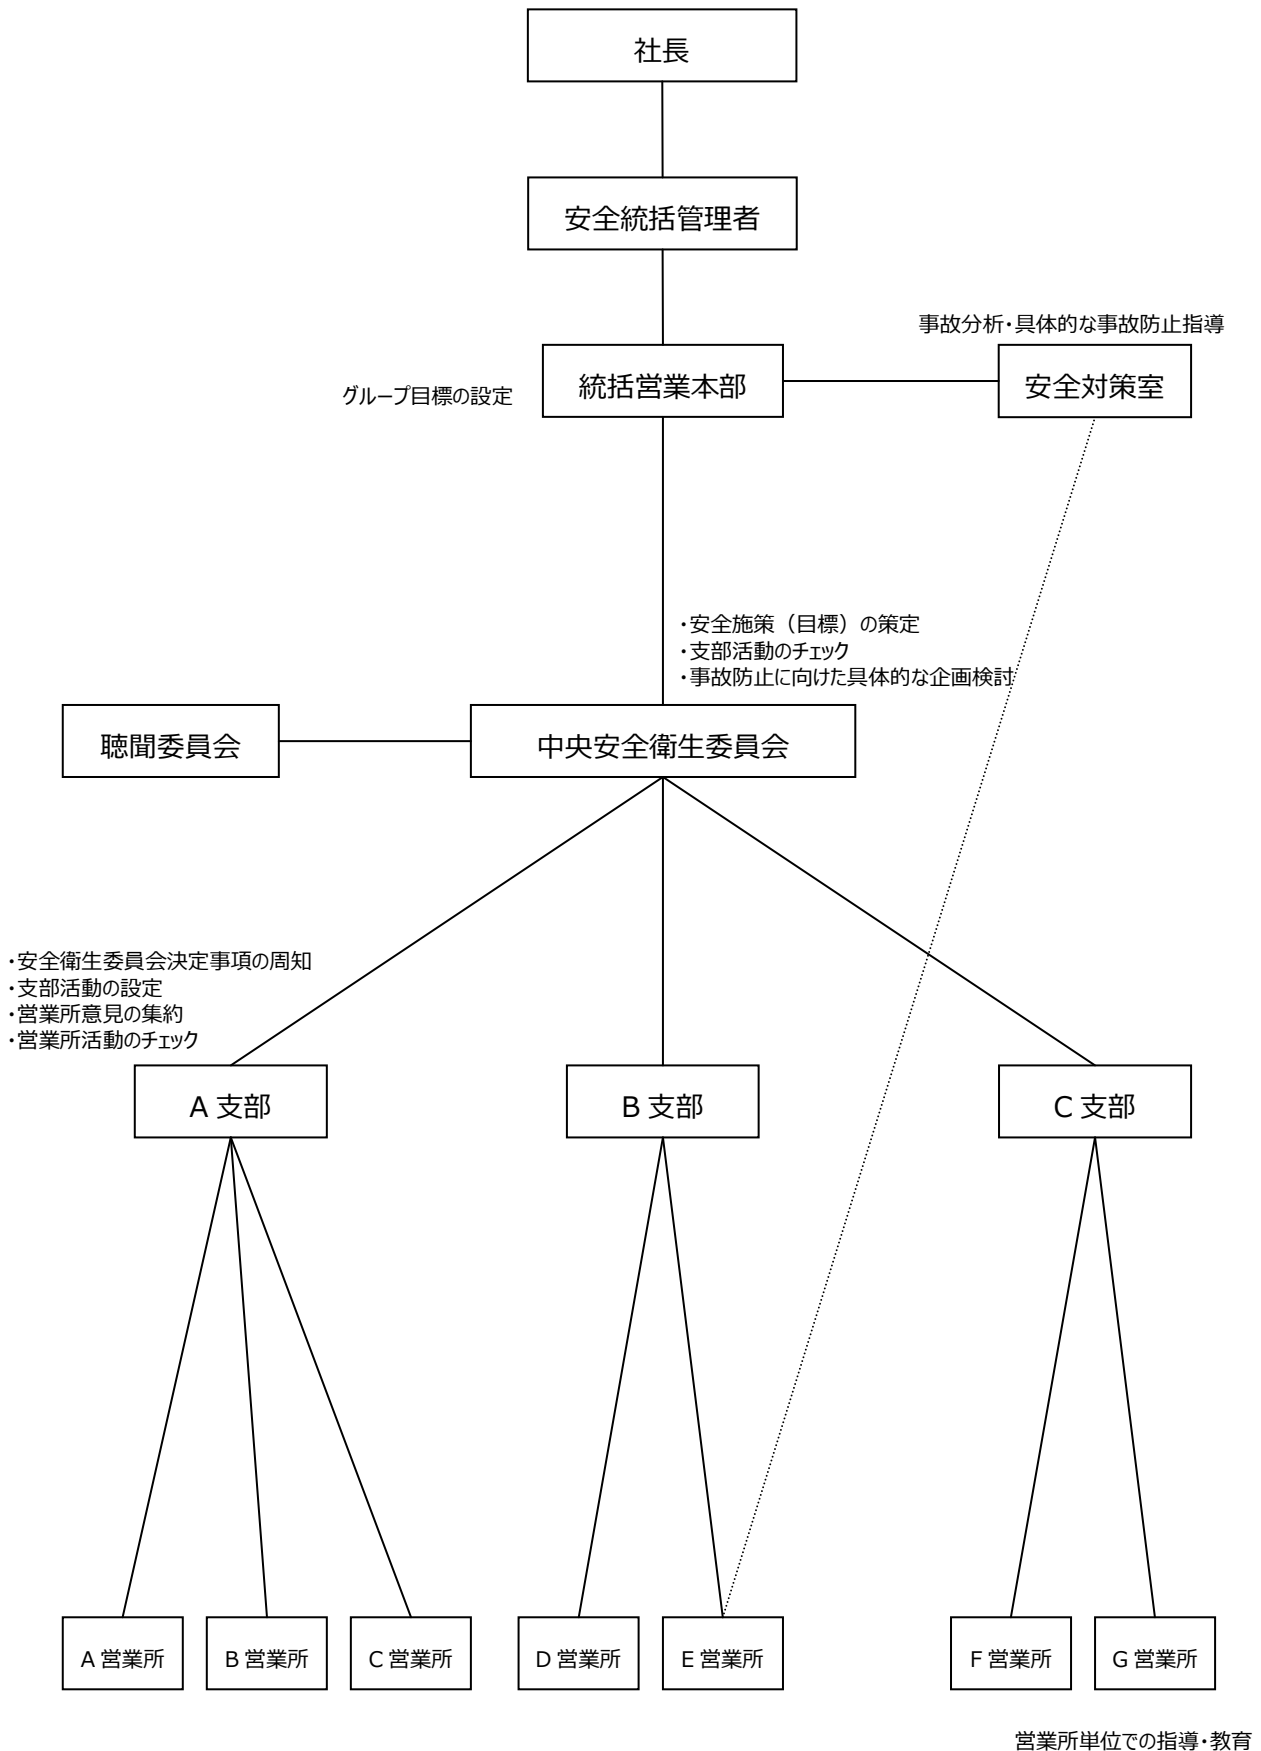 社長
安全統括管理者
事故分析・具体的な事故防止指導
グループ目標の設定
統括営業本部
安全対策室
・安全施策（目標）の策定
・支部活動のチェック
・事故防止に向けた具体的な企画検討
聴聞委員会
中央安全衛生委員会
・安全衛生委員会決定事項の周知
・支部活動の設定
・営業所意見の集約
・営業所活動のチェック
A 支部
B 支部
C 支部
A 営業所
B 営業所
C 営業所
D 営業所
E 営業所
F 営業所
G 営業所
営業所単位での指導・教育